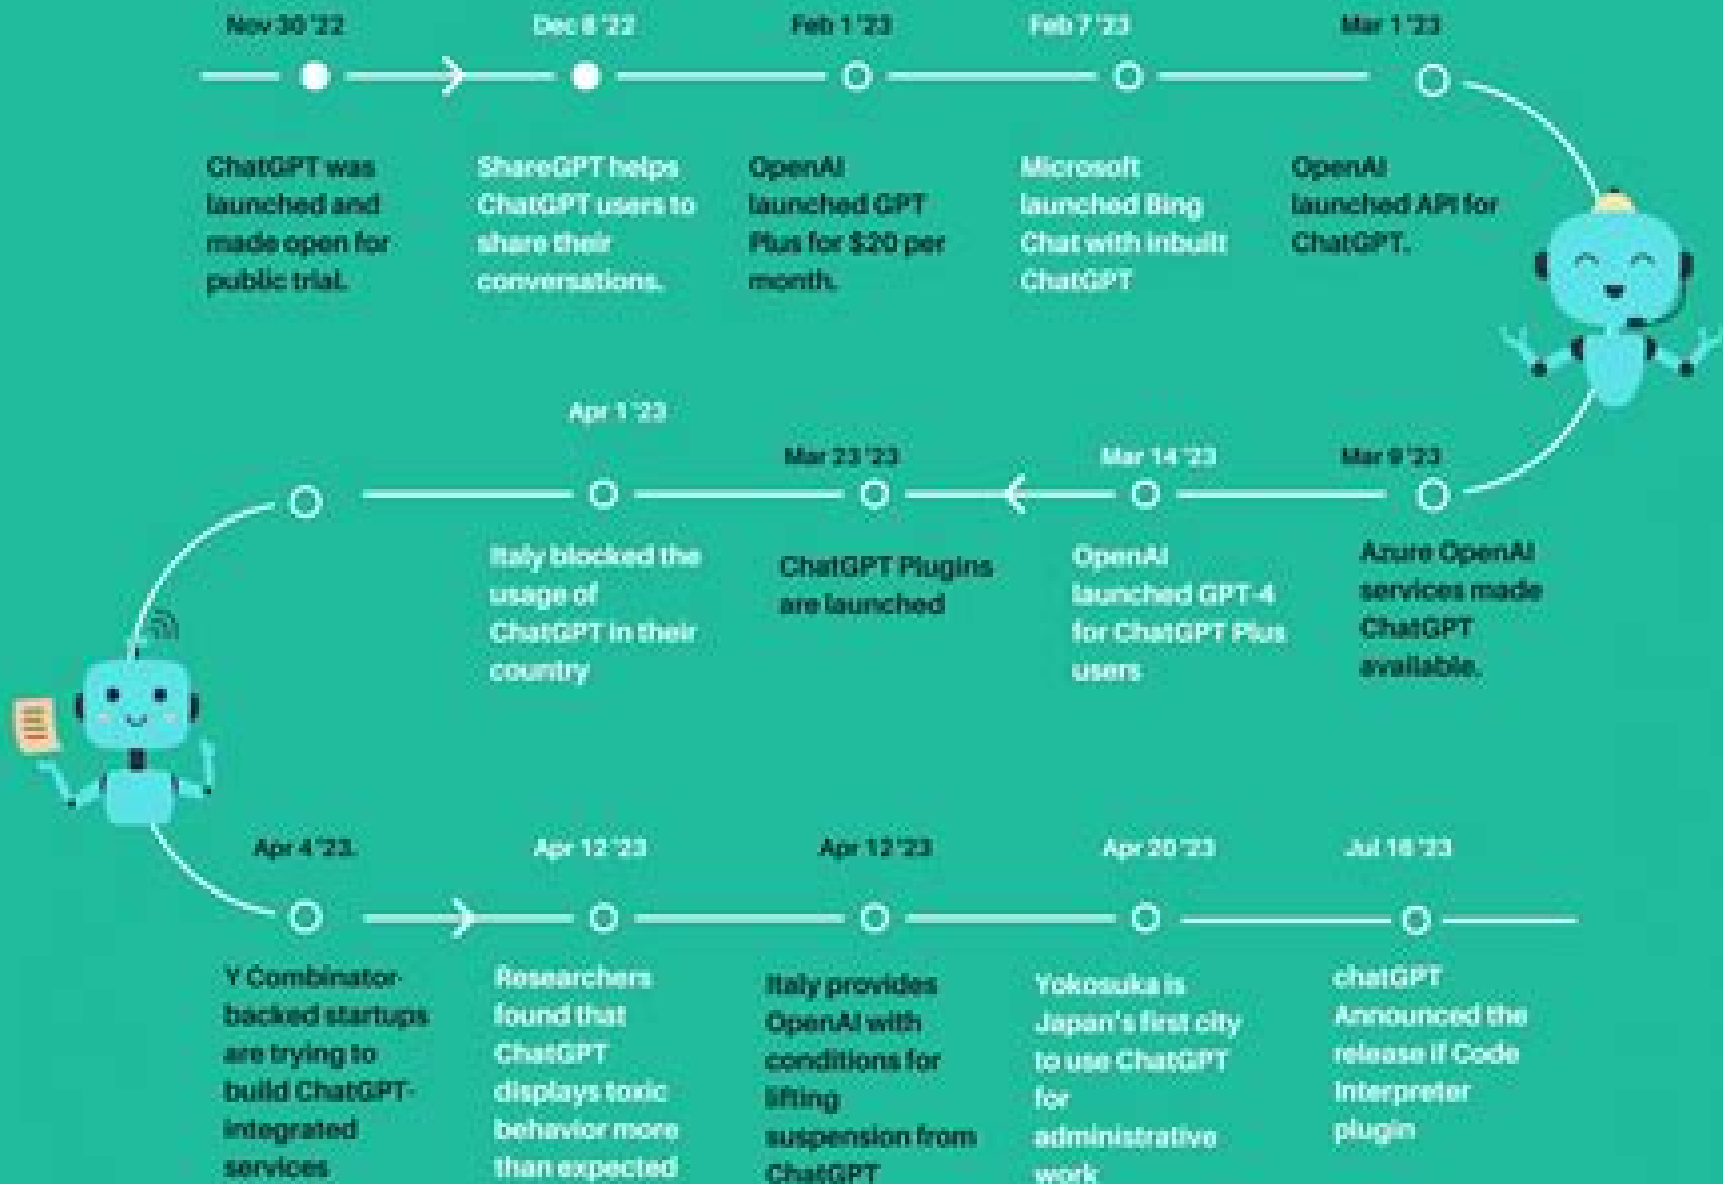 Nov 30 '22
ChatGPT was
launched and
made open for
public trial.
Dec 8 '22
ShareGPT helps
ChatGPT users to
share their
conversations.
Feb 1 '23
OpenAI
launched GPT
Plus for $20 per
month.
Feb 7 '23
Microsoft
launched Bing
Chat with inbuilt
ChatGPT
Mar 1 '23
OpenAI
launched API for
ChatGPT.
Mar 9 '23
Azure OpenAI
services made
ChatGPT
available.
Mar 14 '23
OpenAI
launched GPT-4
for ChatGPT Plus
users
Mar 23 '23
ChatGPT Plugins
are launched
Apr 1 '23
Italy blocked the
usage of
ChatGPT in their
country
Apr 4 '23.
Y Combinator-
backed startups
are trying to
build ChatGPT-
integrated
services
Apr 12 '23
Researchers
found that
ChatGPT
displays toxic
behavior more
than expected
Apr 12 '23
Italy provides
OpenAI with
conditions for
lifting
suspension from
ChatGPT
Apr 20 '23
Yokosuka is
Japan's first city
to use ChatGPT
for
administrative
work
Jul 16 '23
chatGPT
Announced the
release if Code
Interpreter
plugin